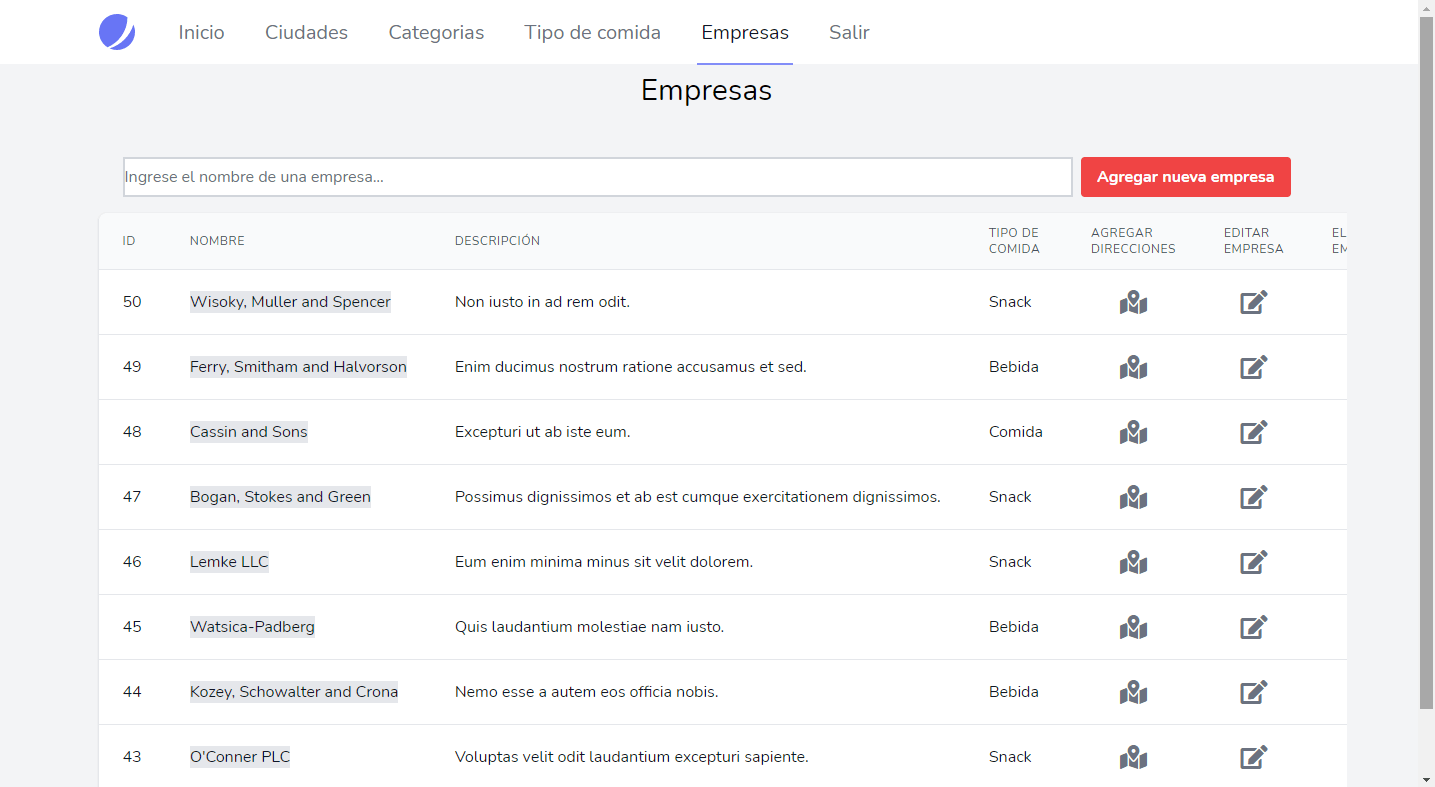 Inicio Ciudades Categorias Tipo de comida Empresas Salir
Empresas
Ingrese el nombre de una empresa... Agregar nueva empresa
ID NOMBRE DESCRIPCIÓN TIPO DE COMIDA AGREGAR DIRECCIONES EDITAR EMPRESA EL EM
50 Wisoky, Muller and Spencer Non iusto in ad rem odit. Snack
49 Ferry, Smitham and Halvorson Enim ducimus nostrum ratione accusamus et sed. Bebida
48 Cassin and Sons Excepturi ut ab iste eum. Comida
47 Bogan, Stokes and Green Possimus dignissimos et ab est cumque exercitationem dignissimos. Snack
46 Lemke LLC Eum enim minima minus sit velit dolorem. Snack
45 Watsica-Padberg Quis laudantium molestiae nam iusto. Bebida
44 Kozey, Schowalter and Crona Nemo esse a autem eos officia nobis. Bebida
43 O'Conner PLC Voluptas velit odit laudantium excepturi sapiente. Snack